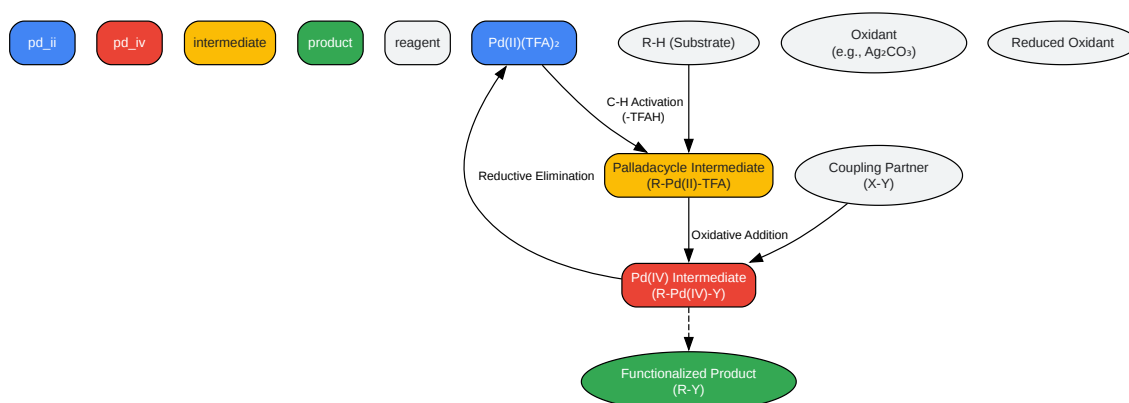 pd_ii
pd_iv
intermediate
product
reagent
Pd(II)(TFA)₂
R-H (Substrate)
Oxidant
(e.g., Ag₂CO₃)
Reduced Oxidant
C-H Activation
(-TFAH)
Reductive Elimination
Palladacycle Intermediate
(R-Pd(II)-TFA)
Coupling Partner
(X-Y)
Oxidative Addition
Pd(IV) Intermediate
(R-Pd(IV)-Y)
Functionalized Product
(R-Y)